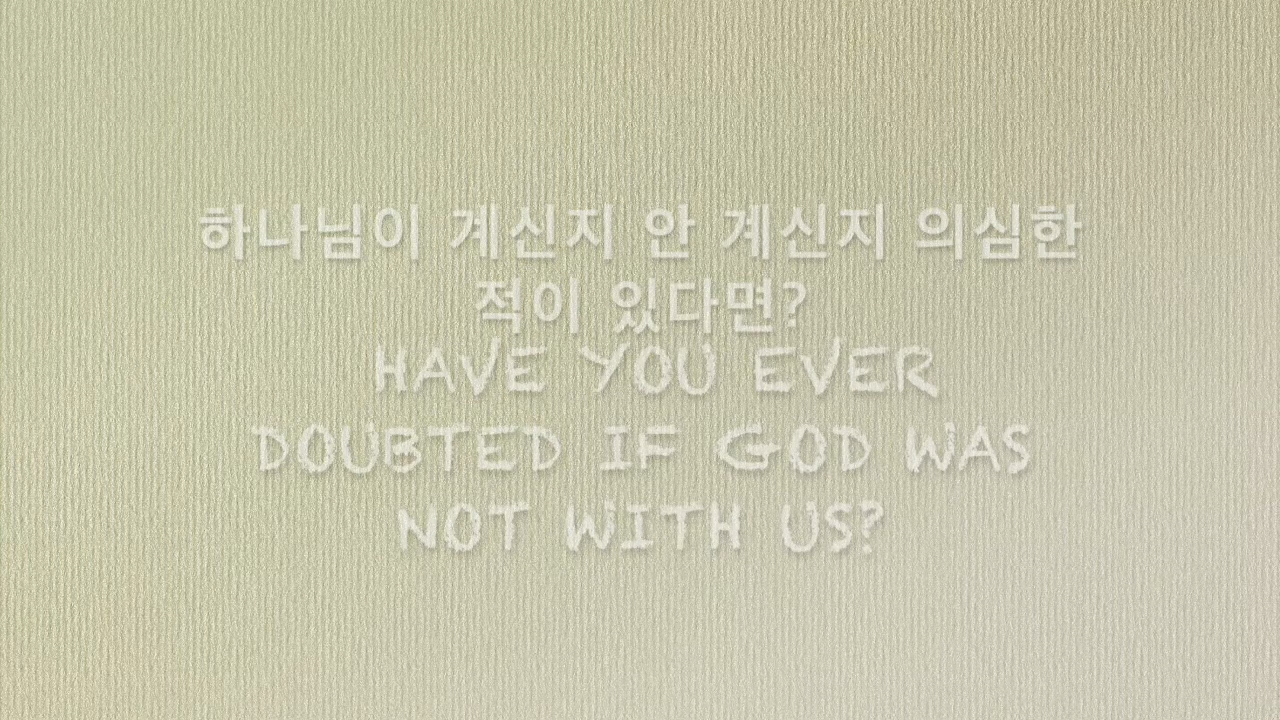 하나님이 계신지 안 계신지 의심한
적이 있다면?
HAVE YOU EVER
DOUBTED IF GOD WAS
NOT WITH US?